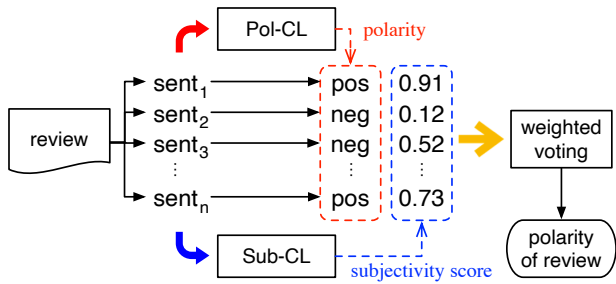 Pol-CL
polarity
sent1 pos 0.91
sent2 neg 0.12
review
sent3 neg 0.52
weighted
voting
⋮ ⋮ ⋮
sentn pos 0.73
Sub-CL
subjectivity score
polarity
of review